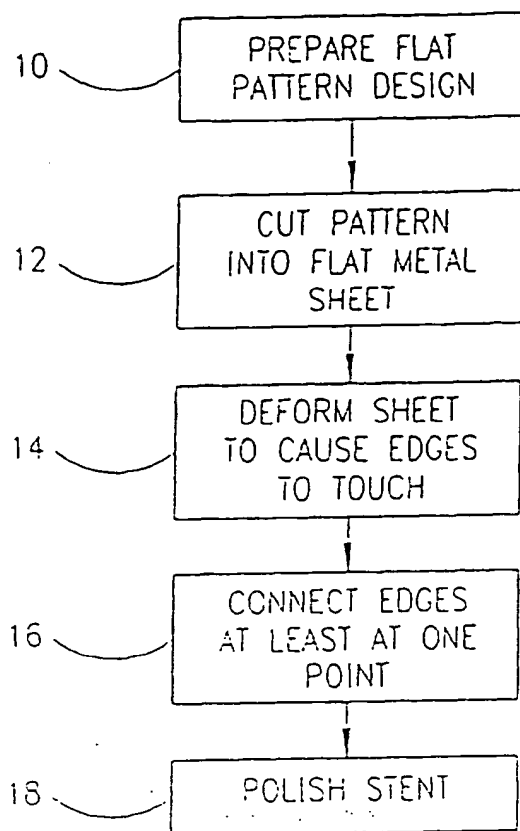 10
PREPARE FLAT
PATTERN DESIGN
12
CUT PATTERN
INTO FLAT METAL
SHEET
14
DEFORM SHEET
TO CAUSE EDGES
TO TOUCH
16
CONNECT EDGES
AT LEAST AT ONE
POINT
18
POLISH STENT